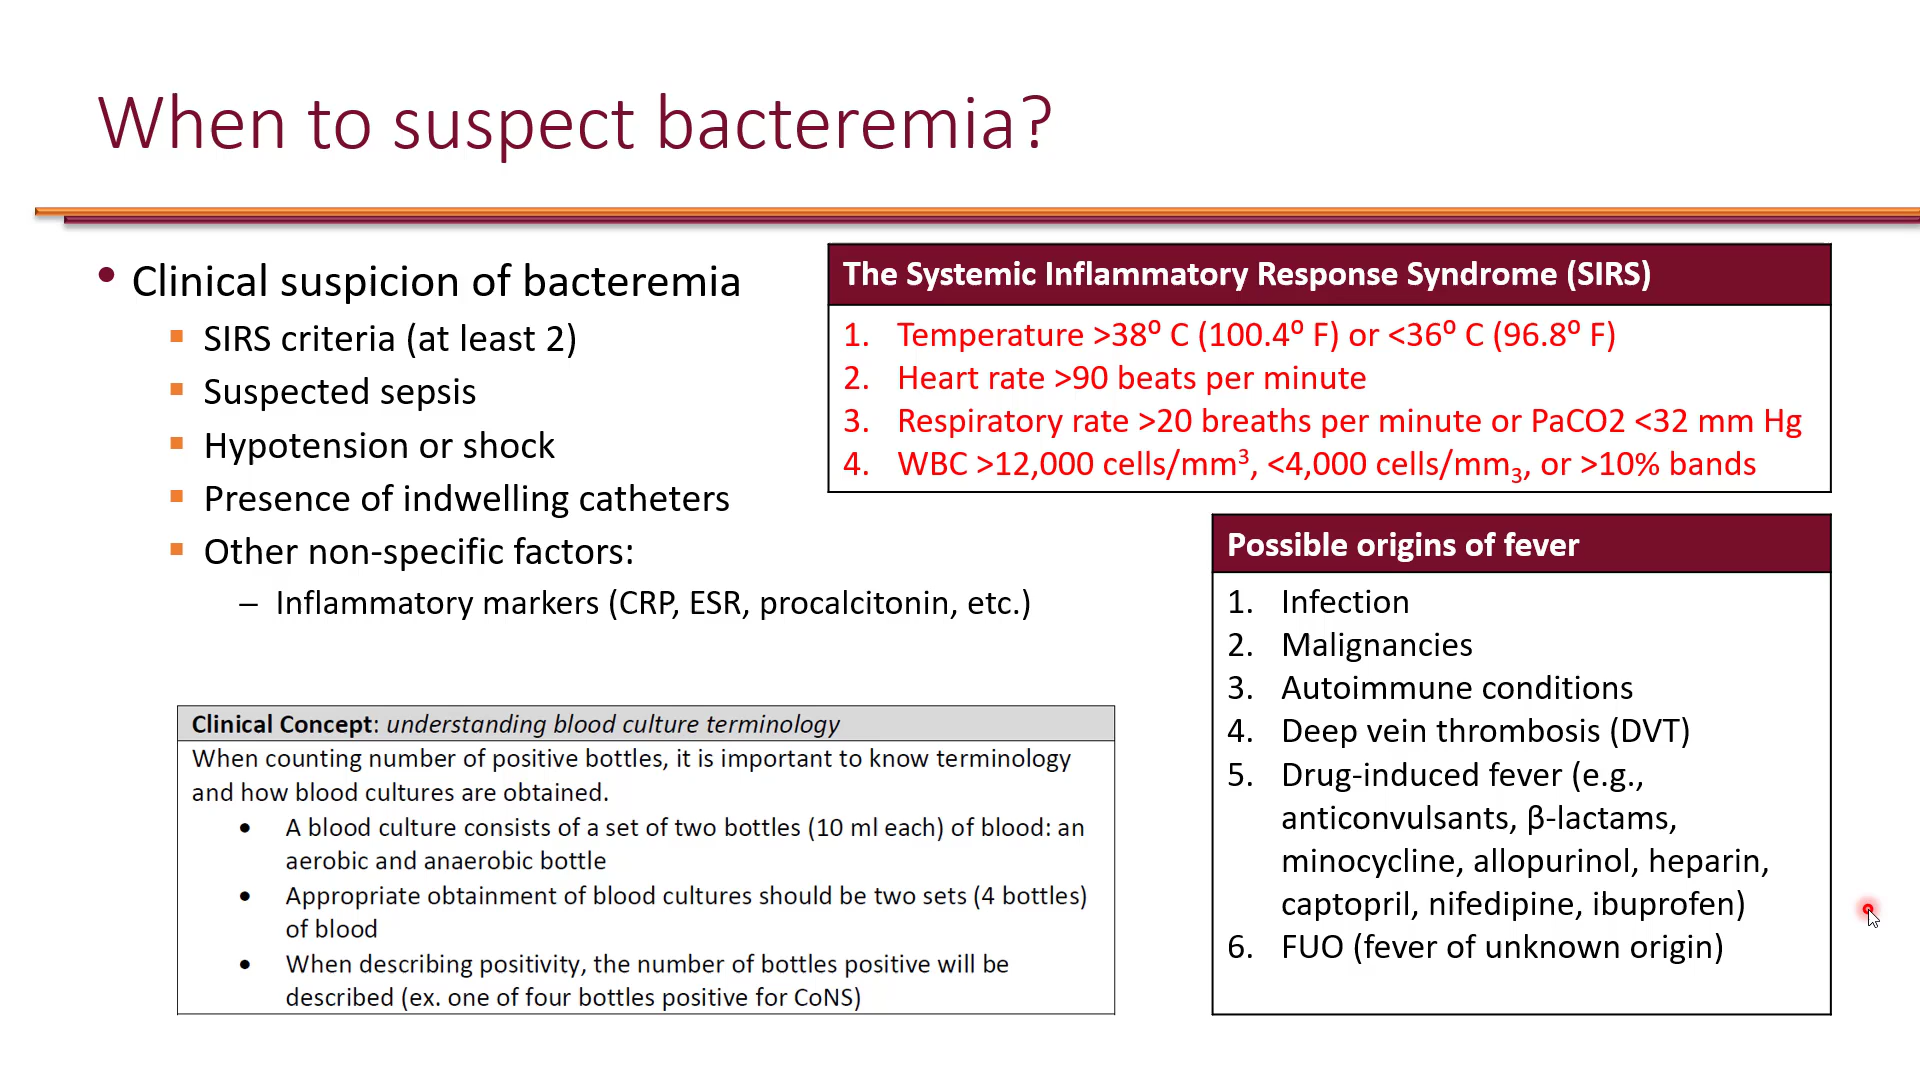 When to suspect bacteremia?
• Clinical suspicion of bacteremia
▪ SIRS criteria (at least 2)
▪ Suspected sepsis
▪ Hypotension or shock
▪ Presence of indwelling catheters
▪ Other non-specific factors:
– Inflammatory markers (CRP, ESR, procalcitonin, etc.)
The Systemic Inflammatory Response Syndrome (SIRS)
1. Temperature >38⁰ C (100.4⁰ F) or <36⁰ C (96.8⁰ F)
2. Heart rate >90 beats per minute
3. Respiratory rate >20 breaths per minute or PaCO2 <32 mm Hg
4. WBC >12,000 cells/mm³, <4,000 cells/mm₃, or >10% bands
Possible origins of fever
1. Infection
2. Malignancies
3. Autoimmune conditions
4. Deep vein thrombosis (DVT)
5. Drug-induced fever (e.g.,
anticonvulsants, β-lactams,
minocycline, allopurinol, heparin,
captopril, nifedipine, ibuprofen)
6. FUO (fever of unknown origin)
Clinical Concept: understanding blood culture terminology
When counting number of positive bottles, it is important to know terminology
and how blood cultures are obtained.
• A blood culture consists of a set of two bottles (10 ml each) of blood: an
aerobic and anaerobic bottle
• Appropriate obtainment of blood cultures should be two sets (4 bottles)
of blood
• When describing positivity, the number of bottles positive will be
described (ex. one of four bottles positive for CoNS)